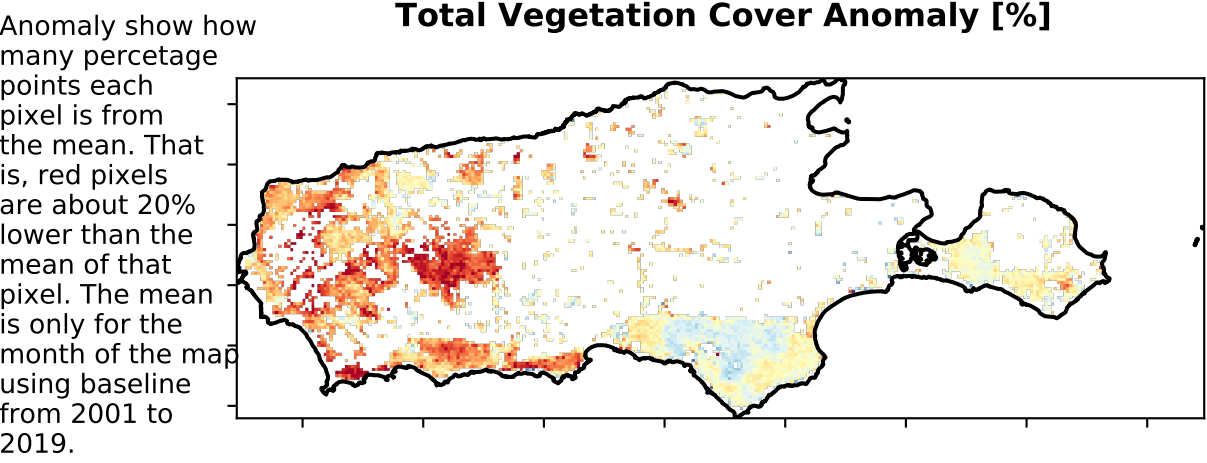 Total Vegetation Cover Anomaly [%]
Anomaly show how
many percetage
points each
pixel is from
the mean. That
is, red pixels
are about 20%
lower than the
mean of that
pixel. The mean
is only for the
month of the map
using baseline
from 2001 to
2019.